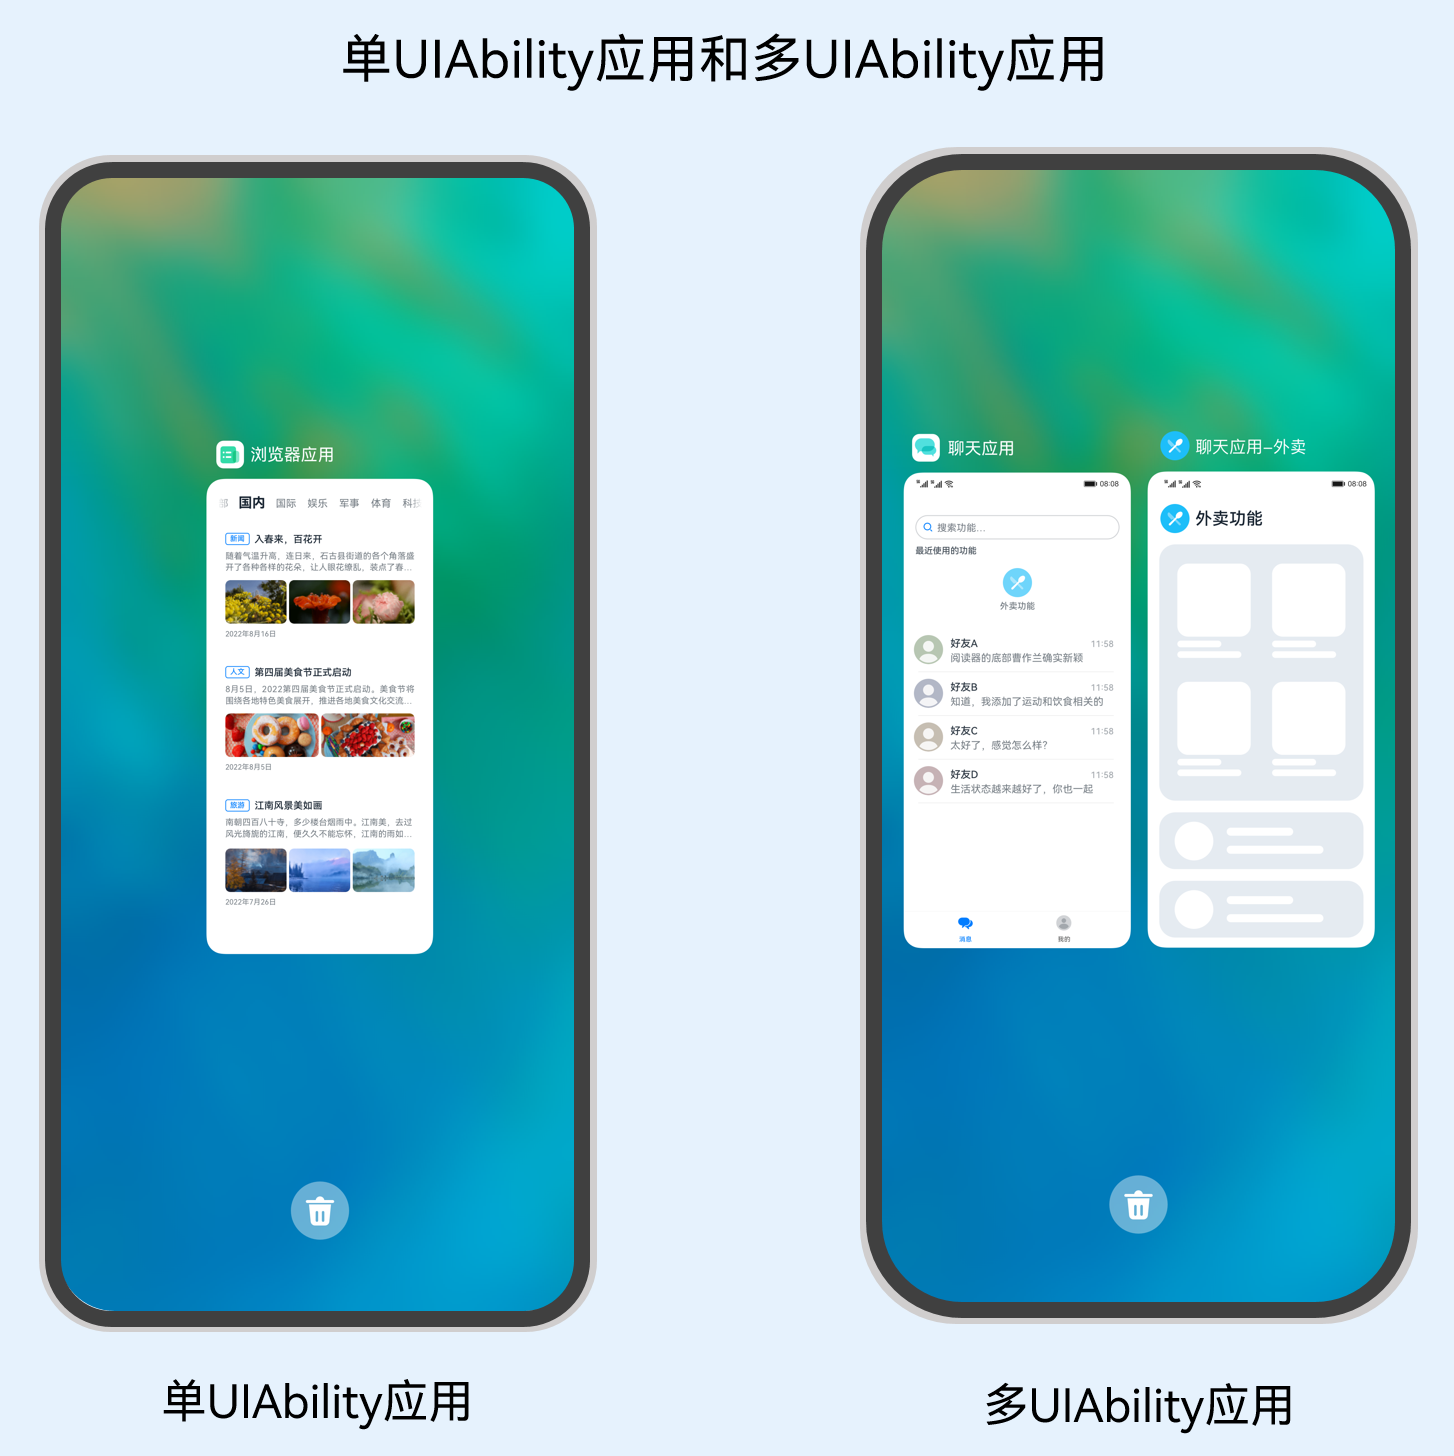 单UIAbility应用和多UIAbility应用
浏览器应用
国内 国际 娱乐 军事 体育 科技
新闻 入春来，百花开
随着气温升高，连日来，石古县街道的各个角落盛
开了各种各样的花朵，让人眼花缭乱，装点了春...
2022年8月16日
人文 第四届美食节正式启动
8月5日，2022第四届美食节正式启动。美食节将
围绕各地特色美食展开，推进各地美食文化交流...
2022年8月5日
旅游 江南风景美如画
南朝四百八十寺，多少楼台烟雨中。江南美，去过
风光旖旎的江南，便久久不能忘怀，江南的雨如...
2022年7月26日
单UIAbility应用
聊天应用
08:08
搜索功能...
最近使用的功能
外卖功能
好友A 11:58
阅读器的底部曹作兰确实新颖
好友B 11:58
知道，我添加了运动和饮食相关的
好友C 11:58
太好了，感觉怎么样？
好友D 11:58
生活状态越来越好了，你也一起
消息 我的
聊天应用-外卖
08:08
外卖功能
多UIAbility应用